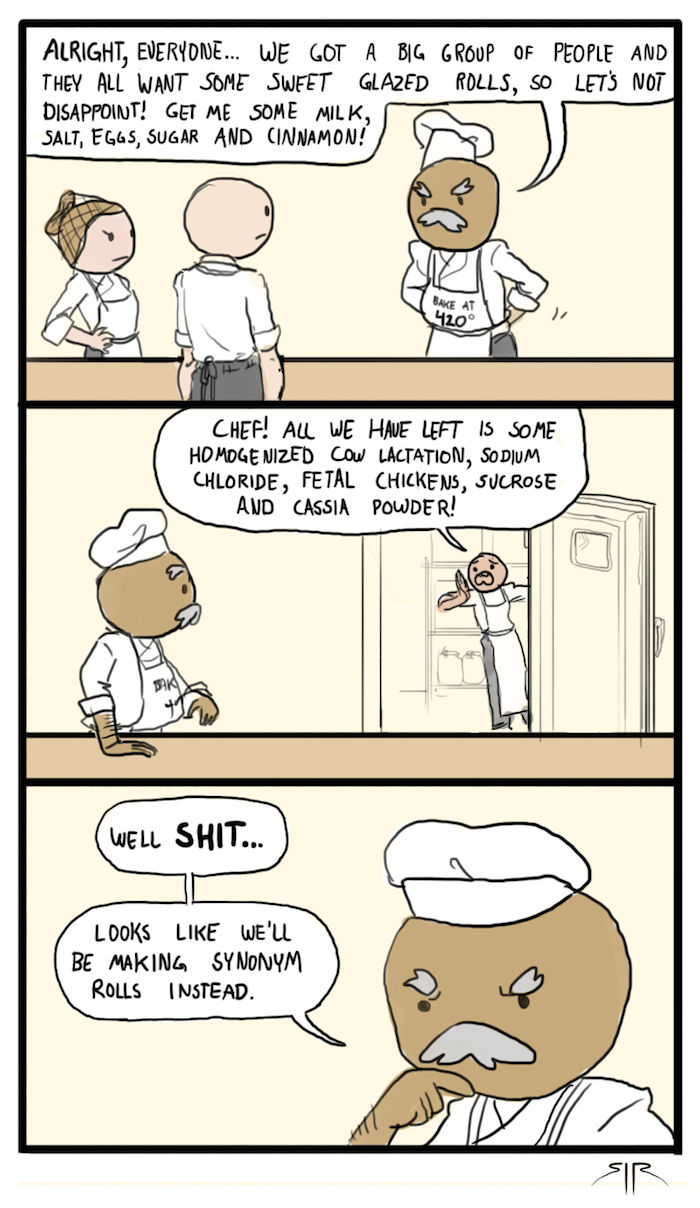 ALRIGHT, EVERYONE... WE GOT A BIG GROUP OF PEOPLE AND
THEY ALL WANT SOME SWEET GLAZED ROLLS, SO LET'S NOT
DISAPPOINT! GET ME SOME MILK,
SALT, EGGS, SUGAR AND CINNAMON!
BAKE AT
420°
CHEF! ALL WE HAVE LEFT IS SOME
HOMOGENIZED COW LACTATION, SODIUM
CHLORIDE, FETAL CHICKENS, SUCROSE
AND CASSIA POWDER!
BAK
4
WELL SHIT...
LOOKS LIKE WE'LL
BE MAKING SYNONYM
ROLLS INSTEAD.
SIR